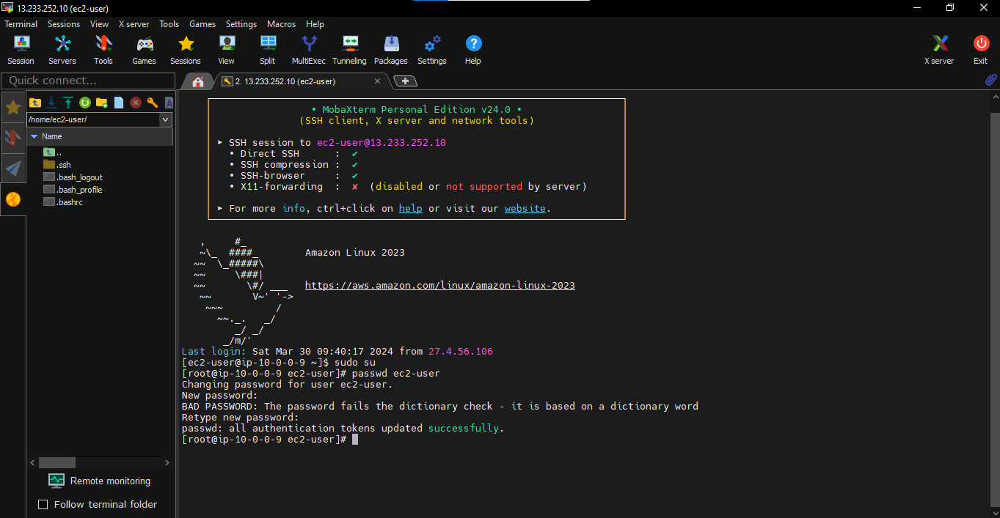 13.233.252.10 (ec2-user)
Terminal Sessions View X server Tools Games Settings Macros Help
Session Servers Tools Games Sessions View Split MultiExec Tunneling Packages Settings Help X server Exit
Quick connect...
2. 13.233.252.10 (ec2-user)
/home/ec2-user/
Name
..
.ssh
.bash_logout
.bash_profile
.bashrc
Remote monitoring
Follow terminal folder
• MobaXterm Personal Edition v24.0 •
(SSH client, X server and network tools)
➤ SSH session to ec2-user@13.233.252.10
• Direct SSH : ✔
• SSH compression : ✔
• SSH-browser : ✔
• X11-forwarding : ✘ (disabled or not supported by server)
➤ For more info, ctrl+click on help or visit our website.
   ,     #_
   ~\_  ####_        Amazon Linux 2023
  ~~  \_#####\
  ~~     \###|
  ~~       \#/ ___   https://aws.amazon.com/linux/amazon-linux-2023
   ~~       V~' '->
    ~~~         /
      ~~._.   _/
         _/ _/
       _/m/'
Last login: Sat Mar 30 09:40:17 2024 from 27.4.56.106
[ec2-user@ip-10-0-0-9 ~]$ sudo su
[root@ip-10-0-0-9 ec2-user]# passwd ec2-user
Changing password for user ec2-user.
New password:
BAD PASSWORD: The password fails the dictionary check - it is based on a dictionary word
Retype new password:
passwd: all authentication tokens updated successfully.
[root@ip-10-0-0-9 ec2-user]#